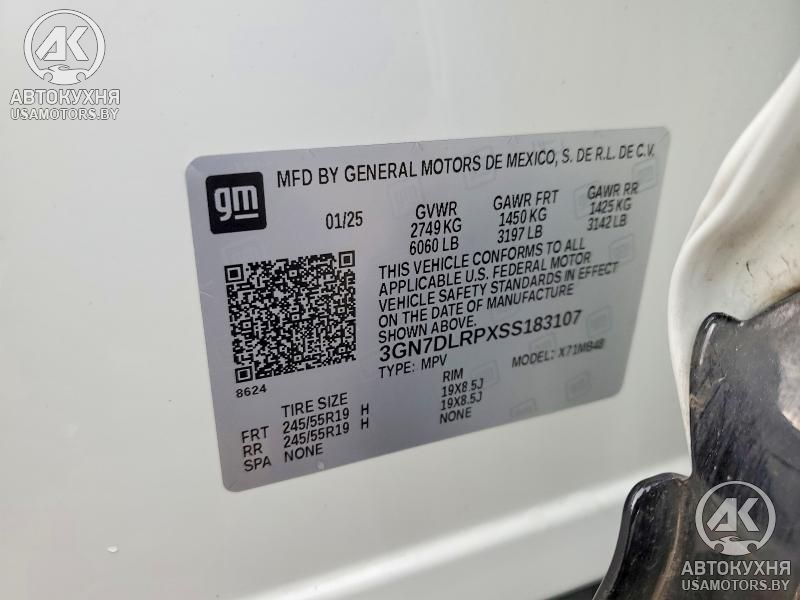 АК
АВТОКУХНЯ
USAMOTORS.BY
gm
MFD BY GENERAL MOTORS DE MEXICO, S. DE R.L. DE C.V.
01/25
GVWR
2749 KG
6060 LB
GAWR FRT
1450 KG
3197 LB
GAWR RR
1425 KG
3142 LB
THIS VEHICLE CONFORMS TO ALL
APPLICABLE U.S. FEDERAL MOTOR
VEHICLE SAFETY STANDARDS IN EFFECT
ON THE DATE OF MANUFACTURE
SHOWN ABOVE.
3GN7DLRPXSS183107
TYPE: MPV
MODEL: X71MB48
8624
TIRE SIZE
RIM
FRT 245/55R19 H 19X8.5J
RR 245/55R19 H 19X8.5J
SPA NONE NONE
АК
АВТОКУХНЯ
USAMOTORS.BY